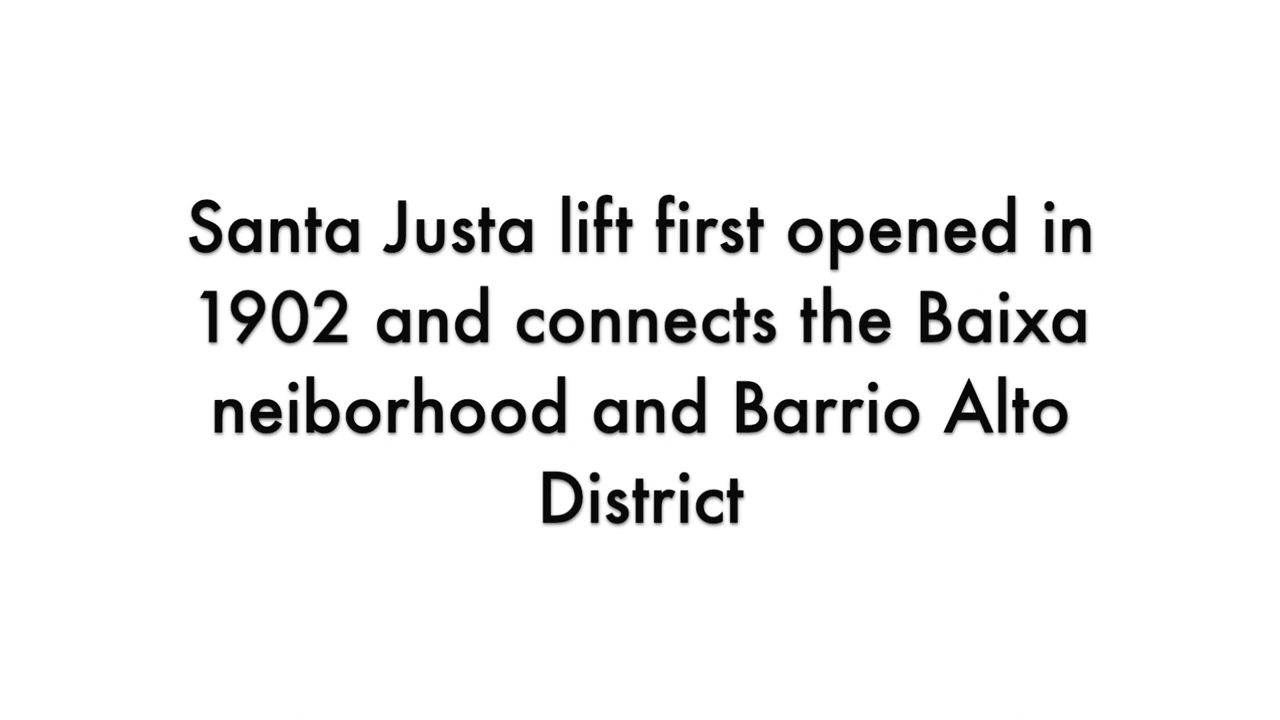 Santa Justa lift first opened in
1902 and connects the Baixa
neiborhood and Barrio Alto
District